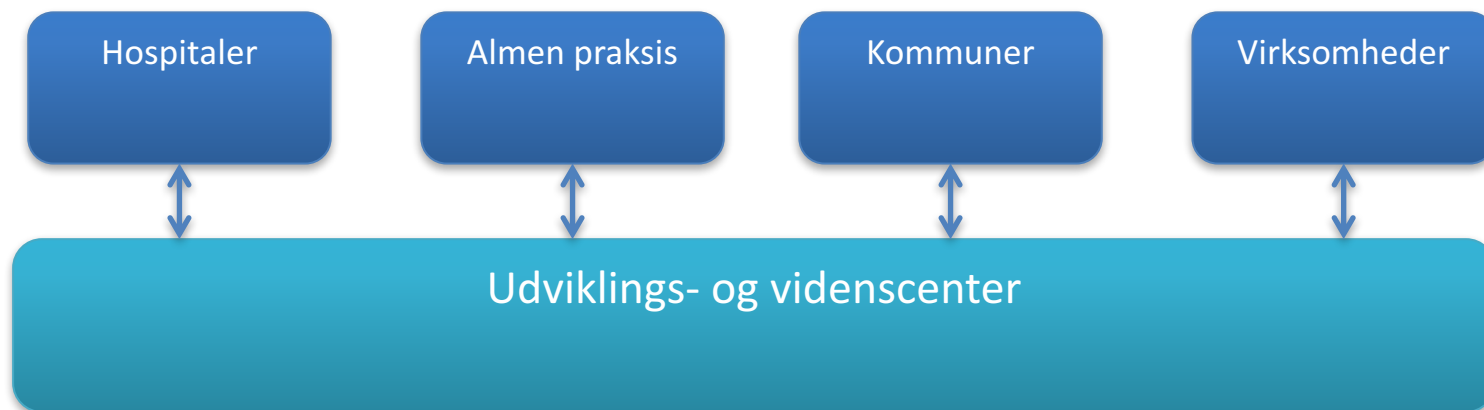 Hospitaler
Almen praksis
Kommuner
Virksomheder
Udviklings- og videnscenter